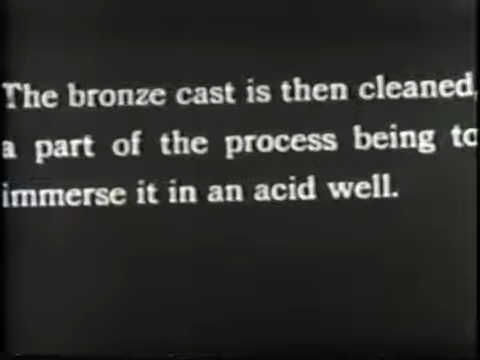 The bronze cast is then cleaned,
a part of the process being to
immerse it in an acid well.